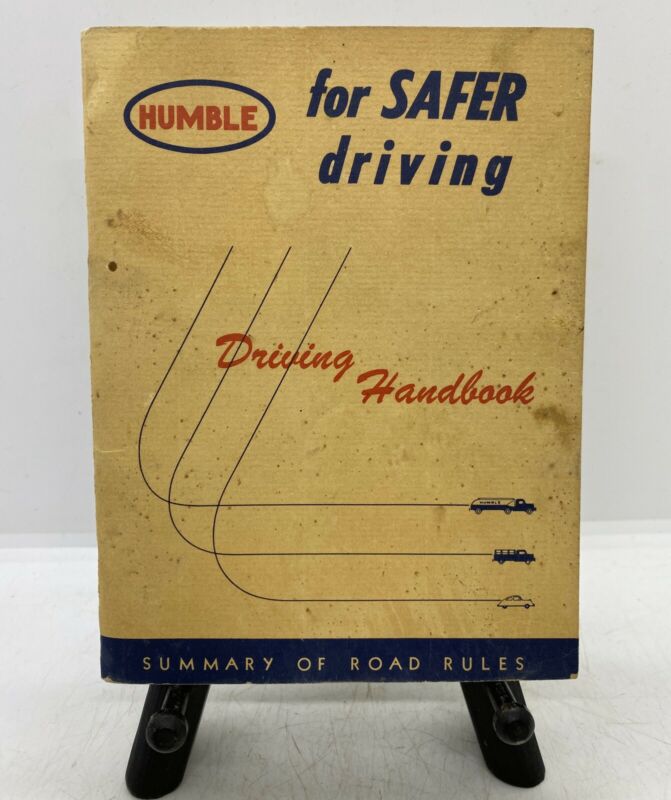 HUMBLE
for SAFER
driving
Driving
Handbook
HUMBLE
SUMMARY OF ROAD RULES